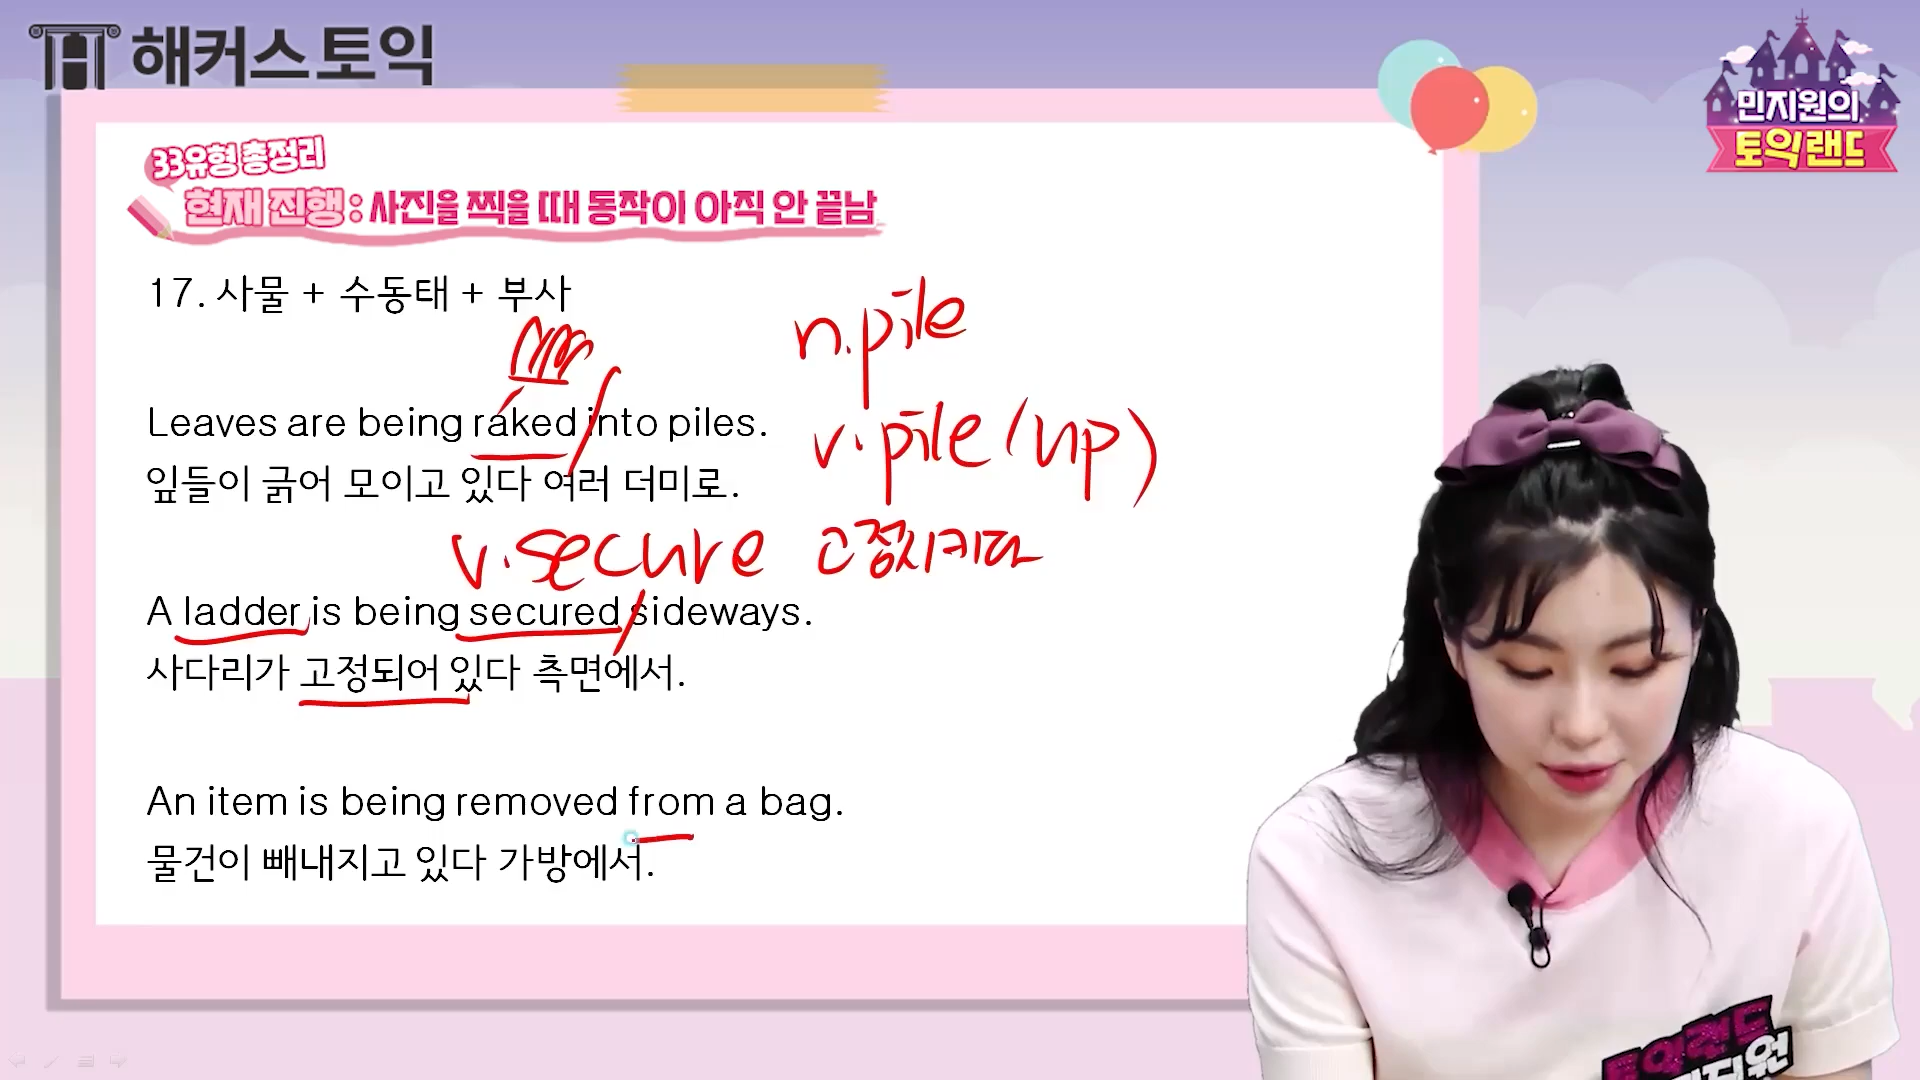 해커스토익
민지원의
토익랜드
33유형 총정리
현재 진행 : 사진을 찍을 때 동작이 아직 안 끝남
17. 사물 + 수동태 + 부사
n.pile
Leaves are being raked into piles.
v.pile(up)
잎들이 긁어 모이고 있다 여러 더미로.
v.secure 고정시키다
A ladder is being secured sideways.
사다리가 고정되어 있다 측면에서.
An item is being removed from a bag.
물건이 빼내지고 있다 가방에서.
토익랜드